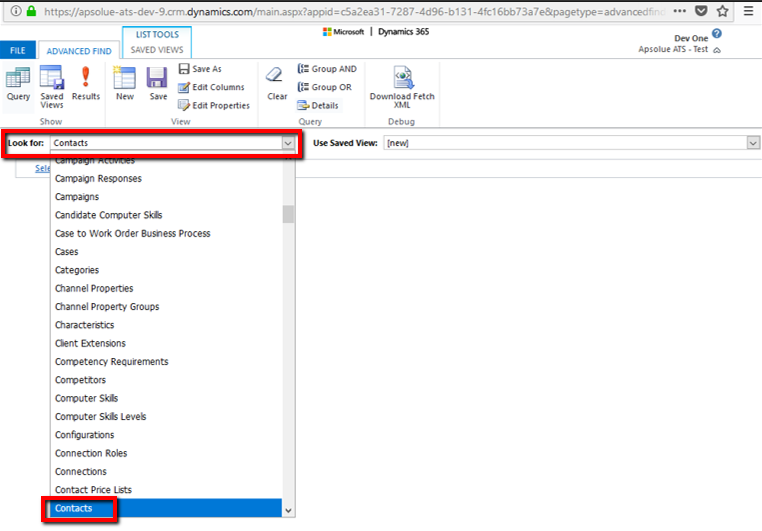 https://apsolue-ats-dev-9.crm.dynamics.com/main.aspx?appid=c5a2ea31-7287-4d96-b131-4fc16bb73a7e&pagetype=advancedfind
LIST TOOLS
Microsoft | Dynamics 365
Dev One
FILE
ADVANCED FIND
SAVED VIEWS
Apsolue ATS - Test
Query
Saved Views
Results
New
Save
Save As
Edit Columns
Edit Properties
Clear
Group AND
Group OR
Details
Download Fetch XML
Show
View
Query
Debug
Look for: Contacts
Use Saved View: [new]
Campaign Activities
Sele
Campaign Responses
Campaigns
Candidate Computer Skills
Case to Work Order Business Process
Cases
Categories
Channel Properties
Channel Property Groups
Characteristics
Client Extensions
Competency Requirements
Competitors
Computer Skills
Computer Skills Levels
Configurations
Connection Roles
Connections
Contact Price Lists
Contacts